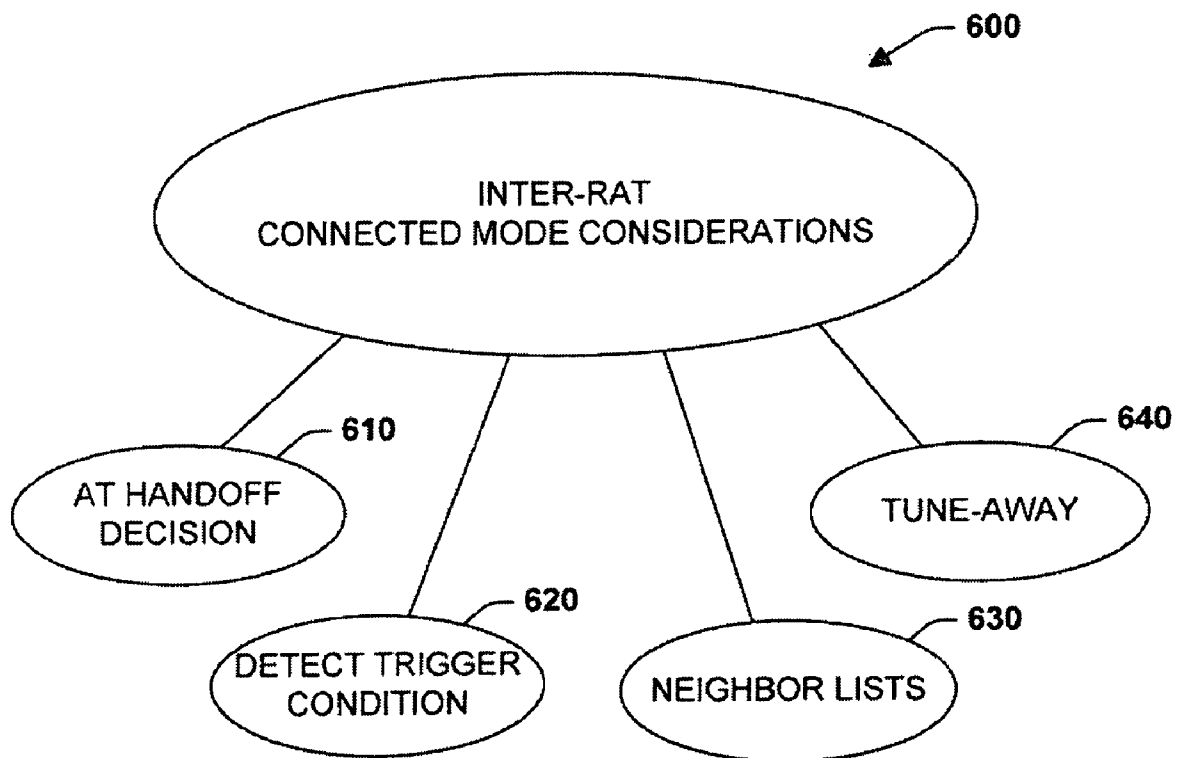 600
INTER-RAT
CONNECTED MODE CONSIDERATIONS
610
AT HANDOFF
DECISION
620
DETECT TRIGGER
CONDITION
630
NEIGHBOR LISTS
640
TUNE-AWAY